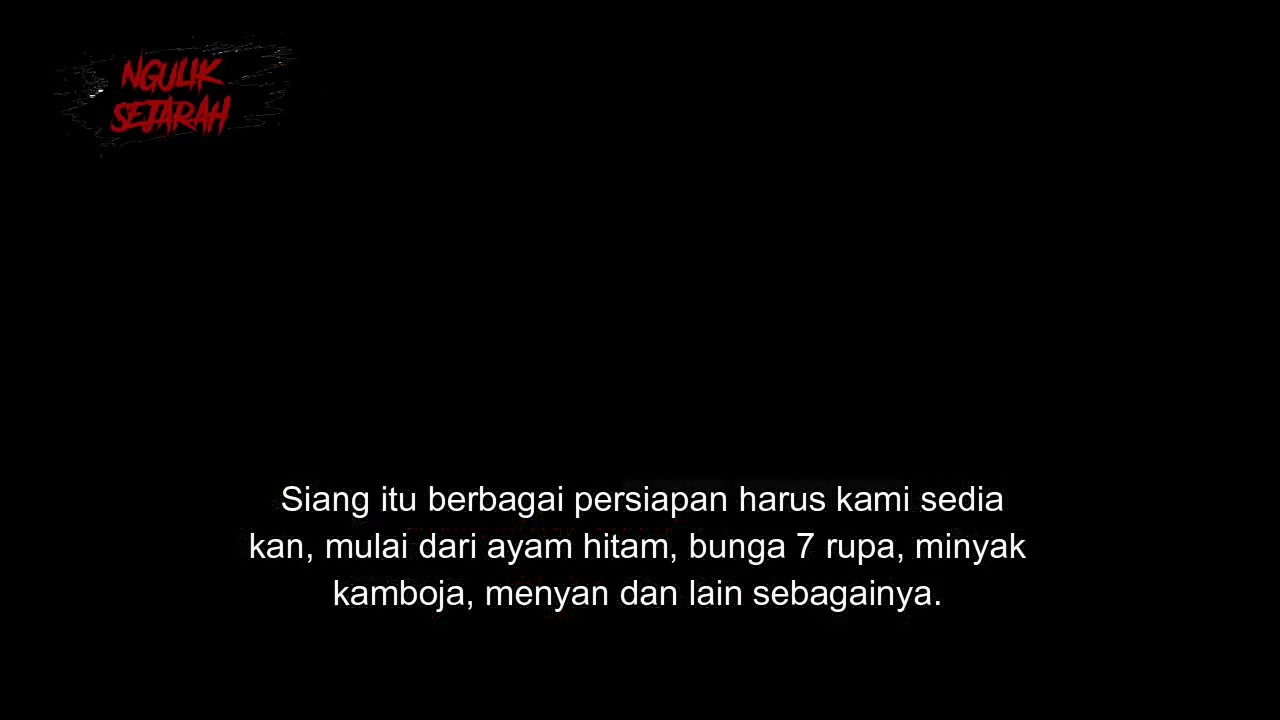 NGULIK
SEJARAH
Siang itu berbagai persiapan harus kami sedia
kan, mulai dari ayam hitam, bunga 7 rupa, minyak
kamboja, menyan dan lain sebagainya.